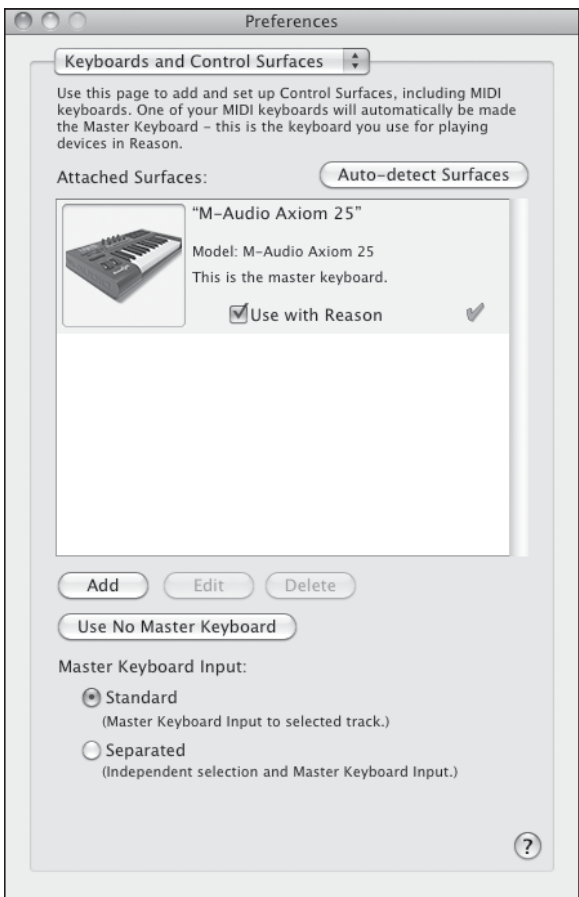 Preferences
Keyboards and Control Surfaces
Use this page to add and set up Control Surfaces, including MIDI
keyboards. One of your MIDI keyboards will automatically be made
the Master Keyboard – this is the keyboard you use for playing
devices in Reason.
Attached Surfaces:
Auto-detect Surfaces
“M-Audio Axiom 25”
Model: M-Audio Axiom 25
This is the master keyboard.
Use with Reason
Add
Edit
Delete
Use No Master Keyboard
Master Keyboard Input:
Standard
(Master Keyboard Input to selected track.)
Separated
(Independent selection and Master Keyboard Input.)
?